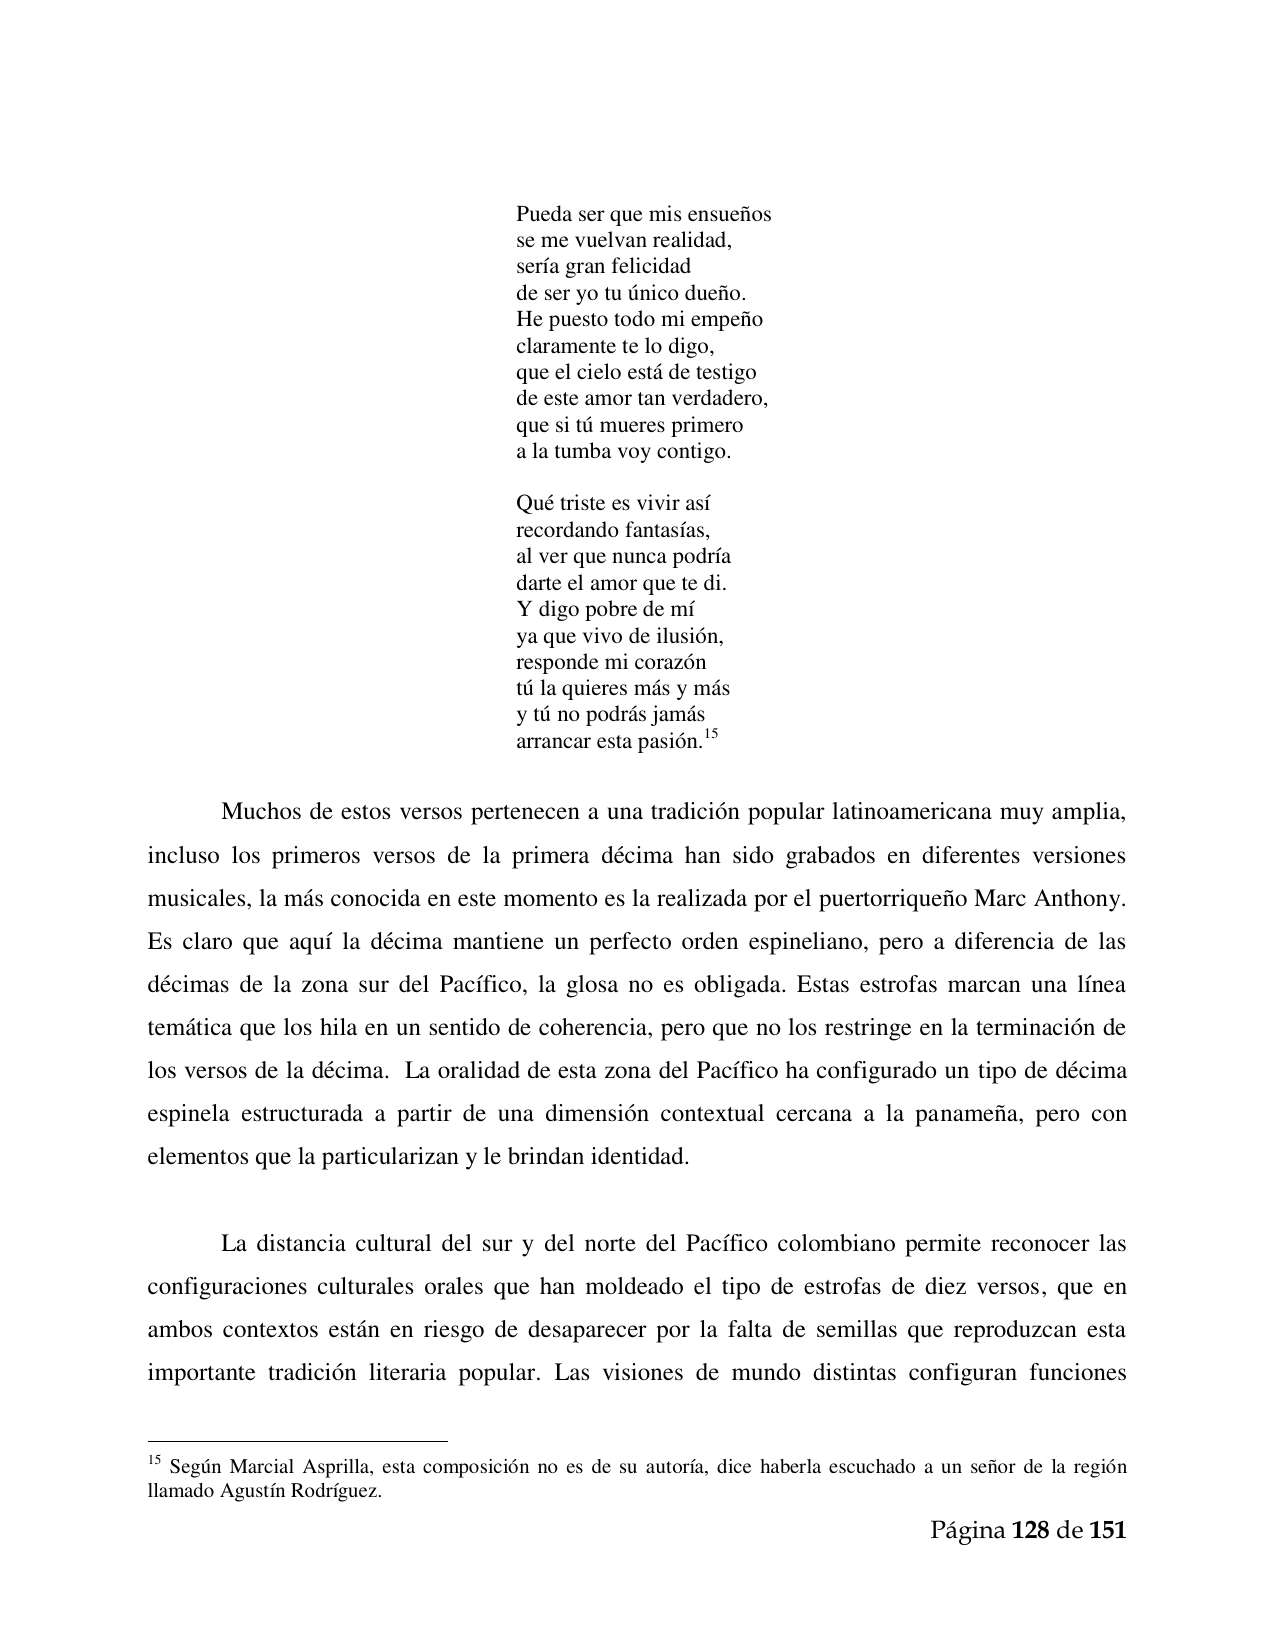 Pueda ser que mis ensueños
se me vuelvan realidad,
sería gran felicidad
de ser yo tu único dueño.
He puesto todo mi empeño
claramente te lo digo,
que el cielo está de testigo
de este amor tan verdadero,
que si tú mueres primero
a la tumba voy contigo.
Qué triste es vivir así
recordando fantasías,
al ver que nunca podría
darte el amor que te di.
Y digo pobre de mí
ya que vivo de ilusión,
responde mi corazón
tú la quieres más y más
y tú no podrás jamás
arrancar esta pasión.15
Muchos de estos versos pertenecen a una tradición popular latinoamericana muy amplia,
incluso los primeros versos de la primera décima han sido grabados en diferentes versiones
musicales, la más conocida en este momento es la realizada por el puertorriqueño Marc Anthony.
Es claro que aquí la décima mantiene un perfecto orden espineliano, pero a diferencia de las
décimas de la zona sur del Pacífico, la glosa no es obligada. Estas estrofas marcan una línea
temática que los hila en un sentido de coherencia, pero que no los restringe en la terminación de
los versos de la décima.  La oralidad de esta zona del Pacífico ha configurado un tipo de décima
espinela estructurada a partir de una dimensión contextual cercana a la panameña, pero con
elementos que la particularizan y le brindan identidad.
La distancia cultural del sur y del norte del Pacífico colombiano permite reconocer las
configuraciones culturales orales que han moldeado el tipo de estrofas de diez versos, que en
ambos contextos están en riesgo de desaparecer por la falta de semillas que reproduzcan esta
importante tradición literaria popular. Las visiones de mundo distintas configuran funciones
15 Según Marcial Asprilla, esta composición no es de su autoría, dice haberla escuchado a un señor de la región
llamado Agustín Rodríguez.
Página 128 de 151